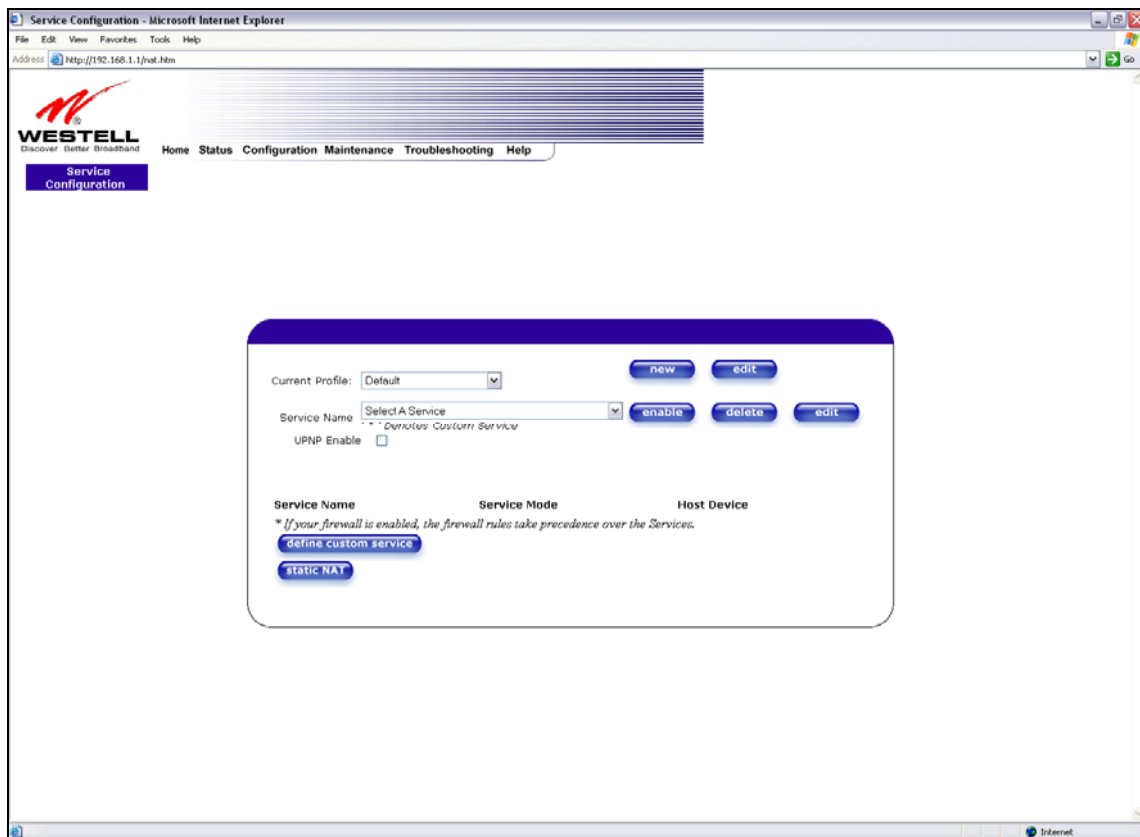 Service Configuration - Microsoft Internet Explorer
File Edit View Favorites Tools Help
Address http://192.168.1.1/nat.htm Go
WESTELL
®
Discover Better Broadband
Home Status Configuration Maintenance Troubleshooting Help
Service
Configuration
Current Profile: Default new edit
Service Name Select A Service enable delete edit
Denotes Custom Service
UPNP Enable
Service Name Service Mode Host Device
* If your firewall is enabled, the firewall rules take precedence over the Services.
define custom service
static NAT
Internet